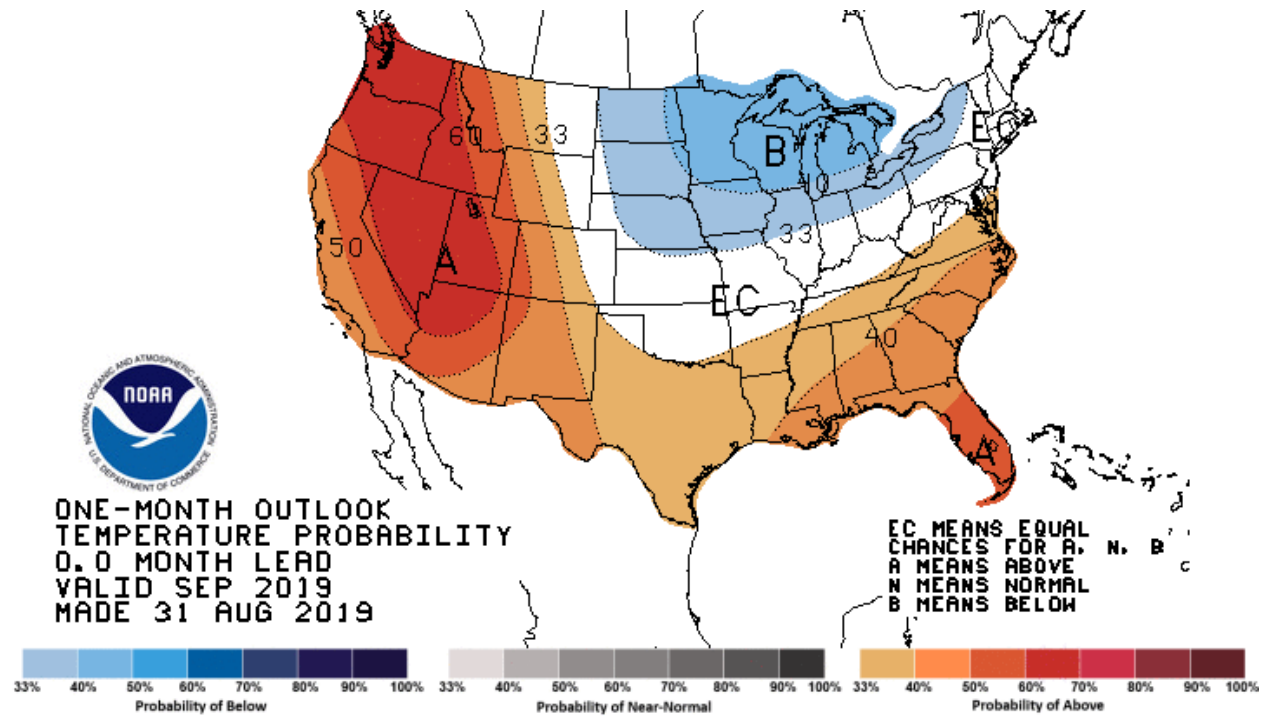 60
33
B
EC
40
33
50
A
EC
40
A
NATIONAL OCEANIC AND ATMOSPHERIC ADMINISTRATION
NOAA
U.S. DEPARTMENT OF COMMERCE
ONE-MONTH OUTLOOK
TEMPERATURE PROBABILITY
0.0 MONTH LEAD
VALID SEP 2019
MADE 31 AUG 2019
EC MEANS EQUAL
CHANCES FOR A, N, B
A MEANS ABOVE
N MEANS NORMAL
B MEANS BELOW
33% 40% 50% 60% 70% 80% 90% 100%
Probability of Below
33% 40% 50% 60% 70% 80% 90% 100%
Probability of Near-Normal
33% 40% 50% 60% 70% 80% 90% 100%
Probability of Above